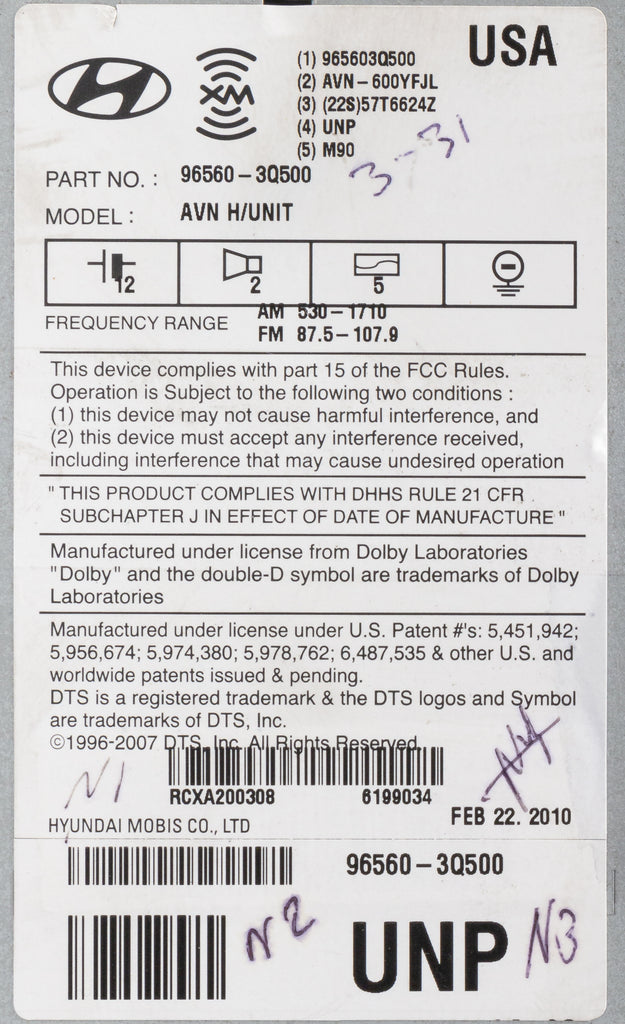 USA
XM
(1) 965603Q500
(2) AVN-600YFJL
(3) (22S)57T6624Z
(4) UNP
(5) M90
3-31
PART NO. : 96560-3Q500
MODEL : AVN H/UNIT
12 2 5
FREQUENCY RANGE AM 530-1710
FM 87.5-107.9
This device complies with part 15 of the FCC Rules.
Operation is Subject to the following two conditions :
(1) this device may not cause harmful interference, and
(2) this device must accept any interference received,
including interference that may cause undesired operation
" THIS PRODUCT COMPLIES WITH DHHS RULE 21 CFR
SUBCHAPTER J IN EFFECT OF DATE OF MANUFACTURE "
Manufactured under license from Dolby Laboratories
"Dolby" and the double-D symbol are trademarks of Dolby
Laboratories
Manufactured under license under U.S. Patent #'s: 5,451,942;
5,956,674; 5,974,380; 5,978,762; 6,487,535 & other U.S. and
worldwide patents issued & pending.
DTS is a registered trademark & the DTS logos and Symbol
are trademarks of DTS, Inc.
©1996-2007 DTS, Inc. All Rights Reserved.
N1
RCXA200308 6199034
HYUNDAI MOBIS CO., LTD FEB 22. 2010
96560-3Q500
N2
UNP
N3